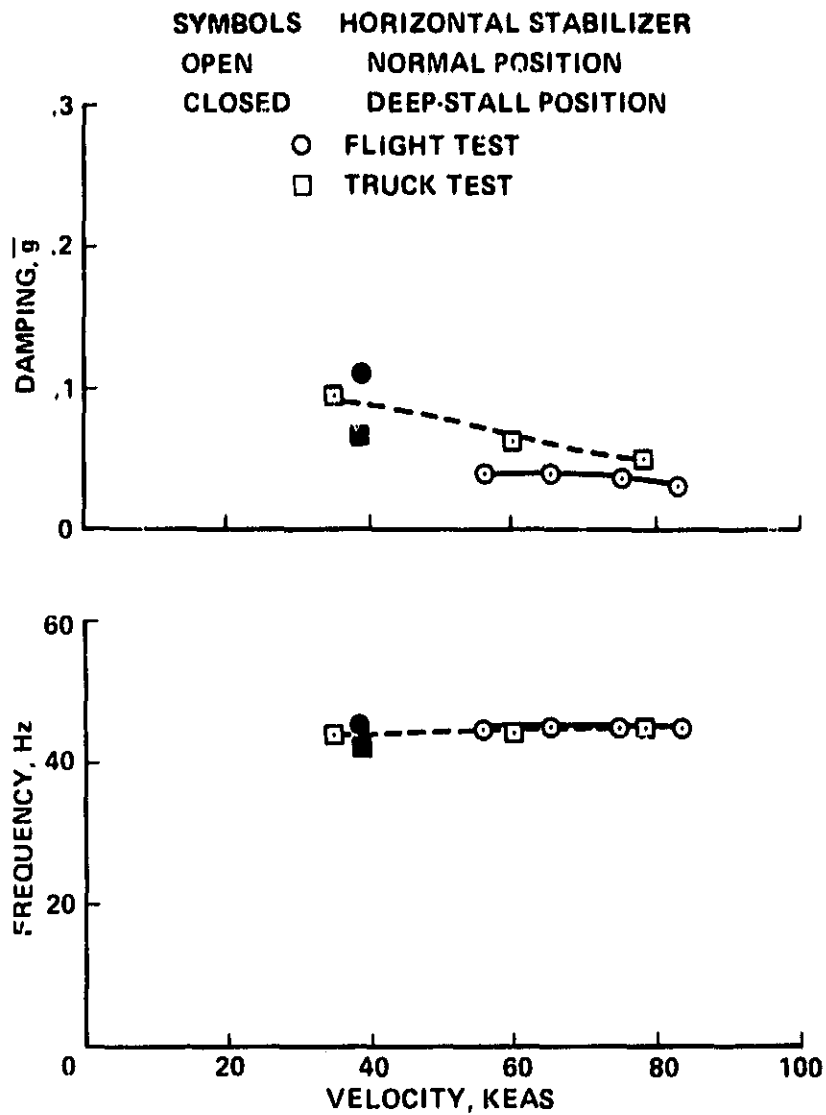 SYMBOLS HORIZONTAL STABILIZER
OPEN NORMAL POSITION
CLOSED DEEP-STALL POSITION
FLIGHT TEST
TRUCK TEST
.3
.2
.1
0
DAMPING, g
60
40
20
0
FREQUENCY, Hz
20 40 60 80 100
VELOCITY, KEAS